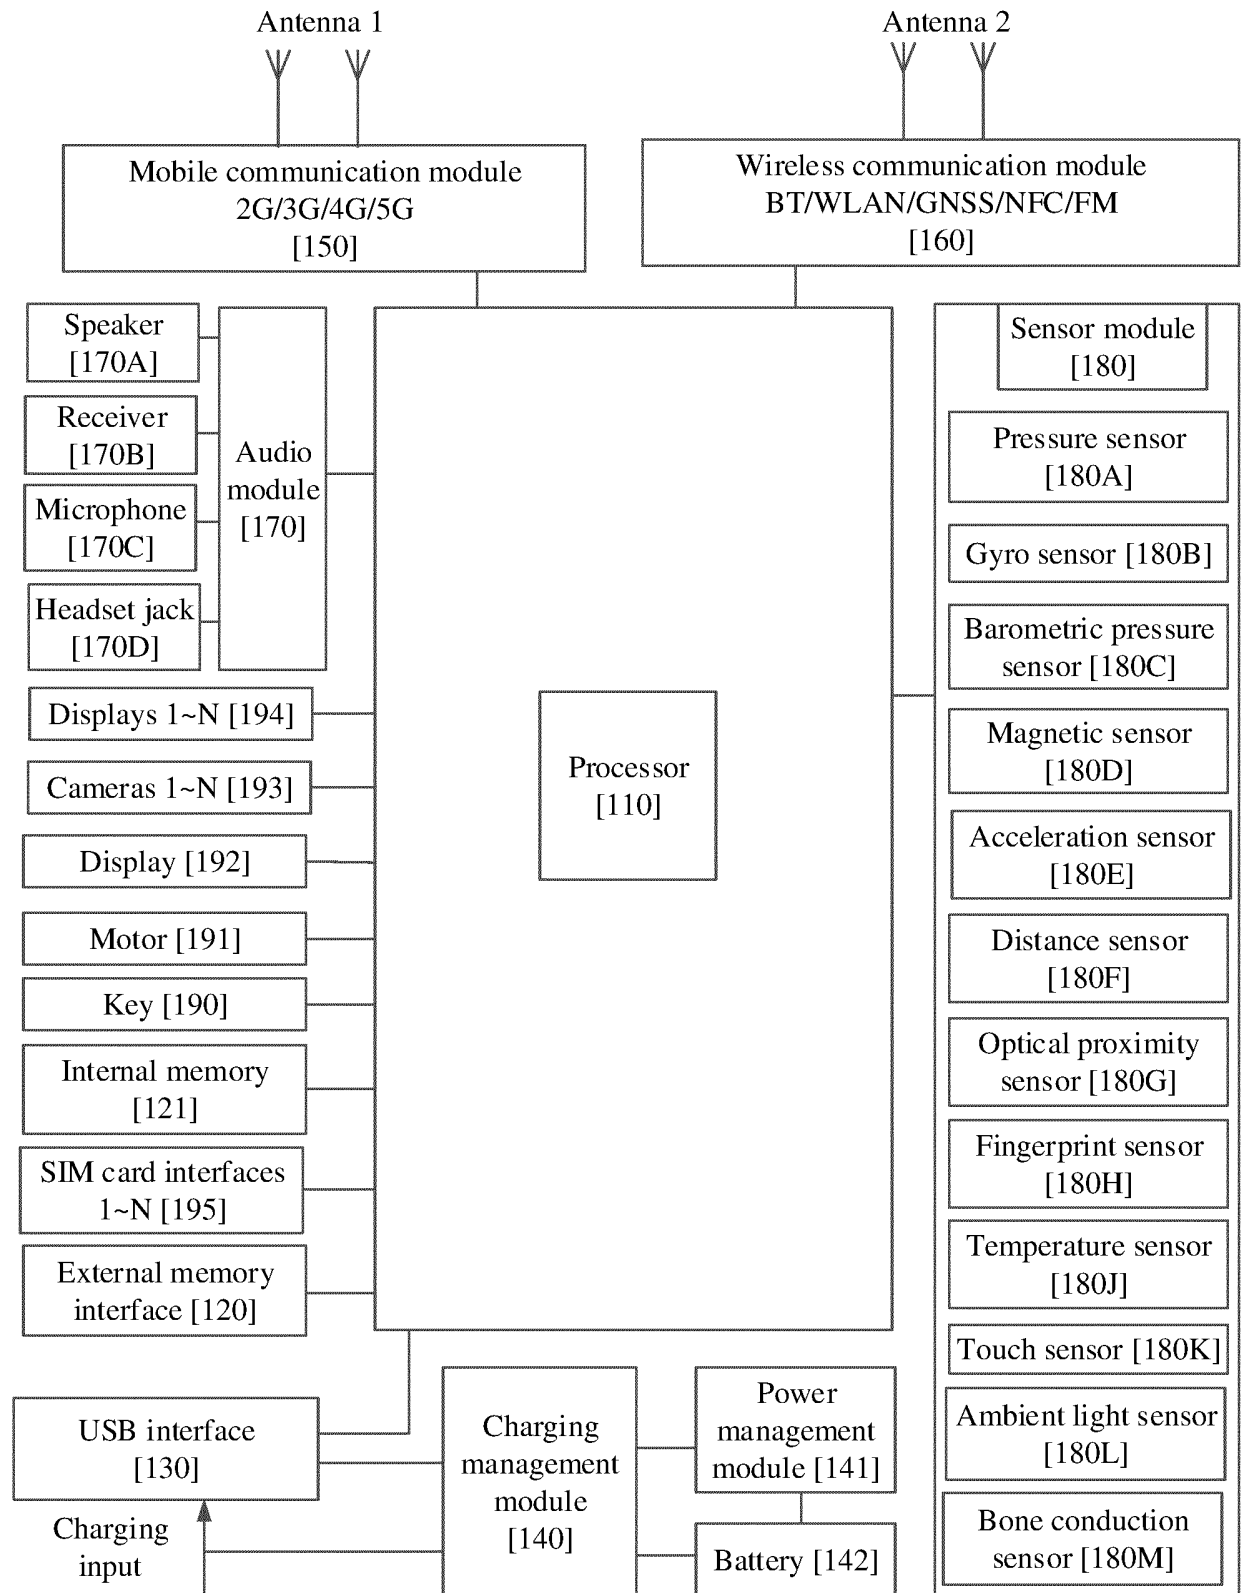 Antenna 1
Antenna 2
Mobile communication module
2G/3G/4G/5G
[150]
Wireless communication module
BT/WLAN/GNSS/NFC/FM
[160]
Speaker
[170A]
Receiver
[170B]
Microphone
[170C]
Headset jack
[170D]
Audio
module
[170]
Displays 1~N [194]
Cameras 1~N [193]
Display [192]
Motor [191]
Key [190]
Internal memory
[121]
SIM card interfaces
1~N [195]
External memory
interface [120]
Processor
[110]
Sensor module
[180]
Pressure sensor
[180A]
Gyro sensor [180B]
Barometric pressure
sensor [180C]
Magnetic sensor
[180D]
Acceleration sensor
[180E]
Distance sensor
[180F]
Optical proximity
sensor [180G]
Fingerprint sensor
[180H]
Temperature sensor
[180J]
Touch sensor [180K]
Ambient light sensor
[180L]
Bone conduction
sensor [180M]
USB interface
[130]
Charging
input
Charging
management
module
[140]
Power
management
module [141]
Battery [142]